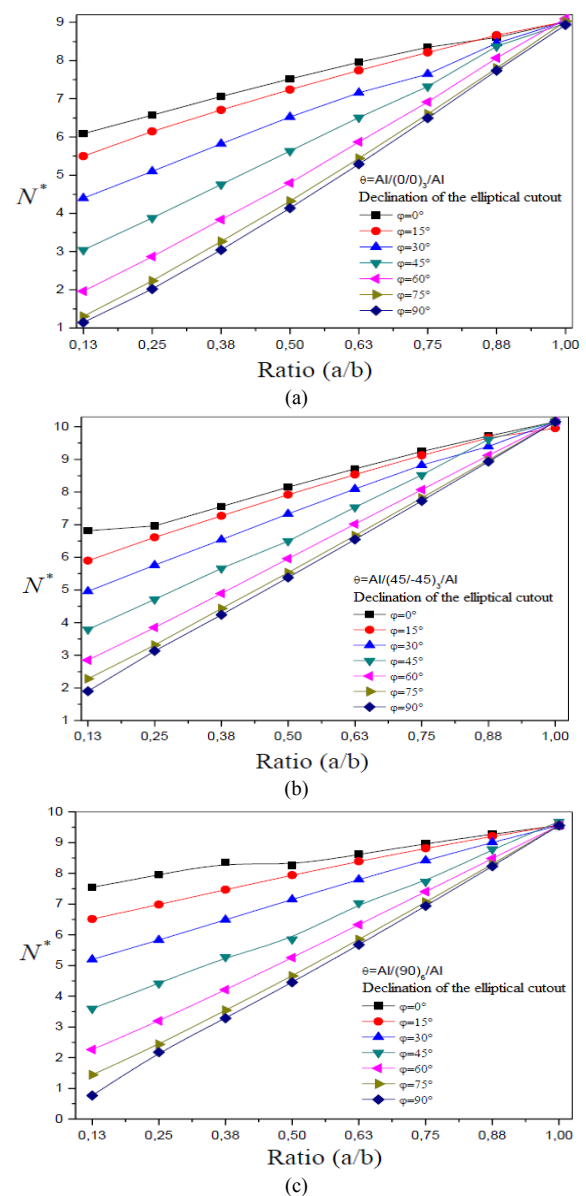 9
8
7
6
5
4
3
2
1
N*
θ=Al/(0/0)₃/Al
Declination of the elliptical cutout
φ=0°
φ=15°
φ=30°
φ=45°
φ=60°
φ=75°
φ=90°
0,13 0,25 0,38 0,50 0,63 0,75 0,88 1,00
Ratio (a/b)
(a)
10
9
8
7
6
5
4
3
2
1
N*
θ=Al/(45/-45)₃/Al
Declination of the elliptical cutout
φ=0°
φ=15°
φ=30°
φ=45°
φ=60°
φ=75°
φ=90°
0,13 0,25 0,38 0,50 0,63 0,75 0,88 1,00
Ratio (a/b)
(b)
10
9
8
7
6
5
4
3
2
1
0
N*
θ=Al/(90)₆/Al
Declination of the elliptical cutout
φ=0°
φ=15°
φ=30°
φ=45°
φ=60°
φ=75°
φ=90°
0,13 0,25 0,38 0,50 0,63 0,75 0,88 1,00
Ratio (a/b)
(c)